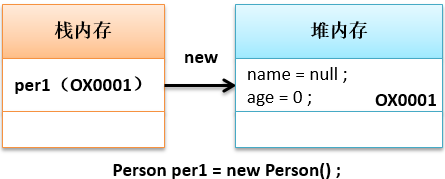 栈内存
堆内存
per1（OX0001）
new
name = null ;
age = 0 ;
OX0001
Person per1 = new Person() ;